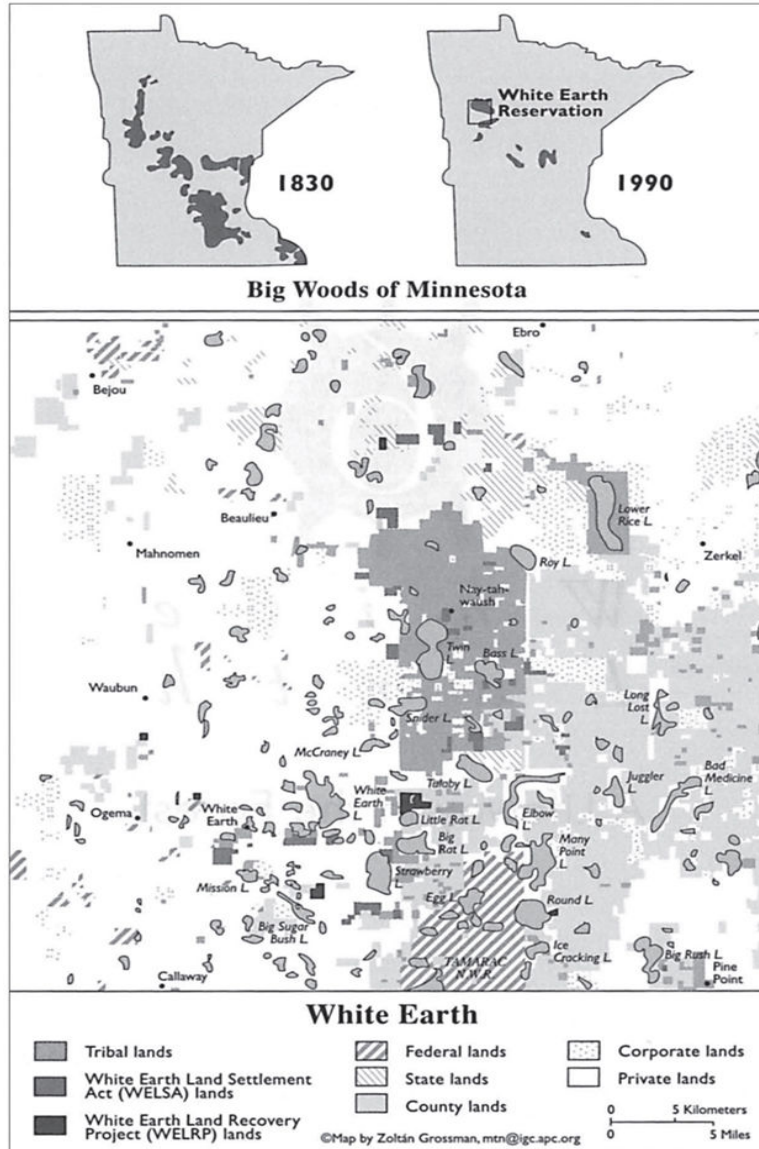 1830
White Earth
Reservation
1990
Big Woods of Minnesota
Ebro
Bejou
Beaulieu
Lower
Rice L.
Mahnomen
Zerkel
Roy L.
Nay-tah-
waush
Twin
L.
Bass L.
Waubun
Long
Lost
L.
Snider L.
McCraney L.
Tulaby L.
Juggler
L.
Bad
Medicine
L.
White
Earth
L.
Ogema
White
Earth
Little Rat L.
Elbow
L.
Big
Rat L.
Many
Point
L.
Strawberry
L.
Mission L.
Egg L.
Round L.
Big Sugar
Bush L.
Ice
Cracking L.
Big Rush L.
TAMARAC
N.W.R.
Callaway
Pine
Point
White Earth
Tribal lands
White Earth Land Settlement
Act (WELSA) lands
White Earth Land Recovery
Project (WELRP) lands
Federal lands
State lands
County lands
Corporate lands
Private lands
0 5 Kilometers
0 5 Miles
©Map by Zoltán Grossman, mtn@igc.apc.org